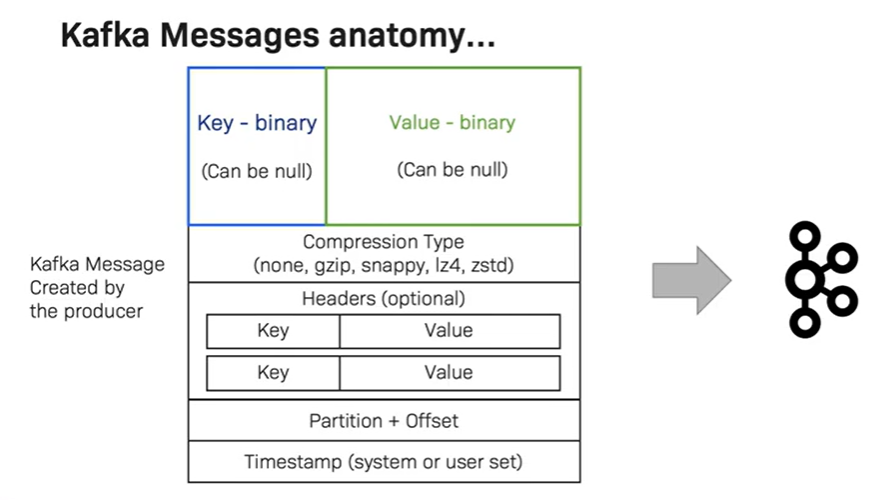 Kafka Messages anatomy...
Key - binary
(Can be null)
Value - binary
(Can be null)
Compression Type
(none, gzip, snappy, lz4, zstd)
Kafka Message
Created by
the producer
Headers (optional)
Key Value
Key Value
Partition + Offset
Timestamp (system or user set)